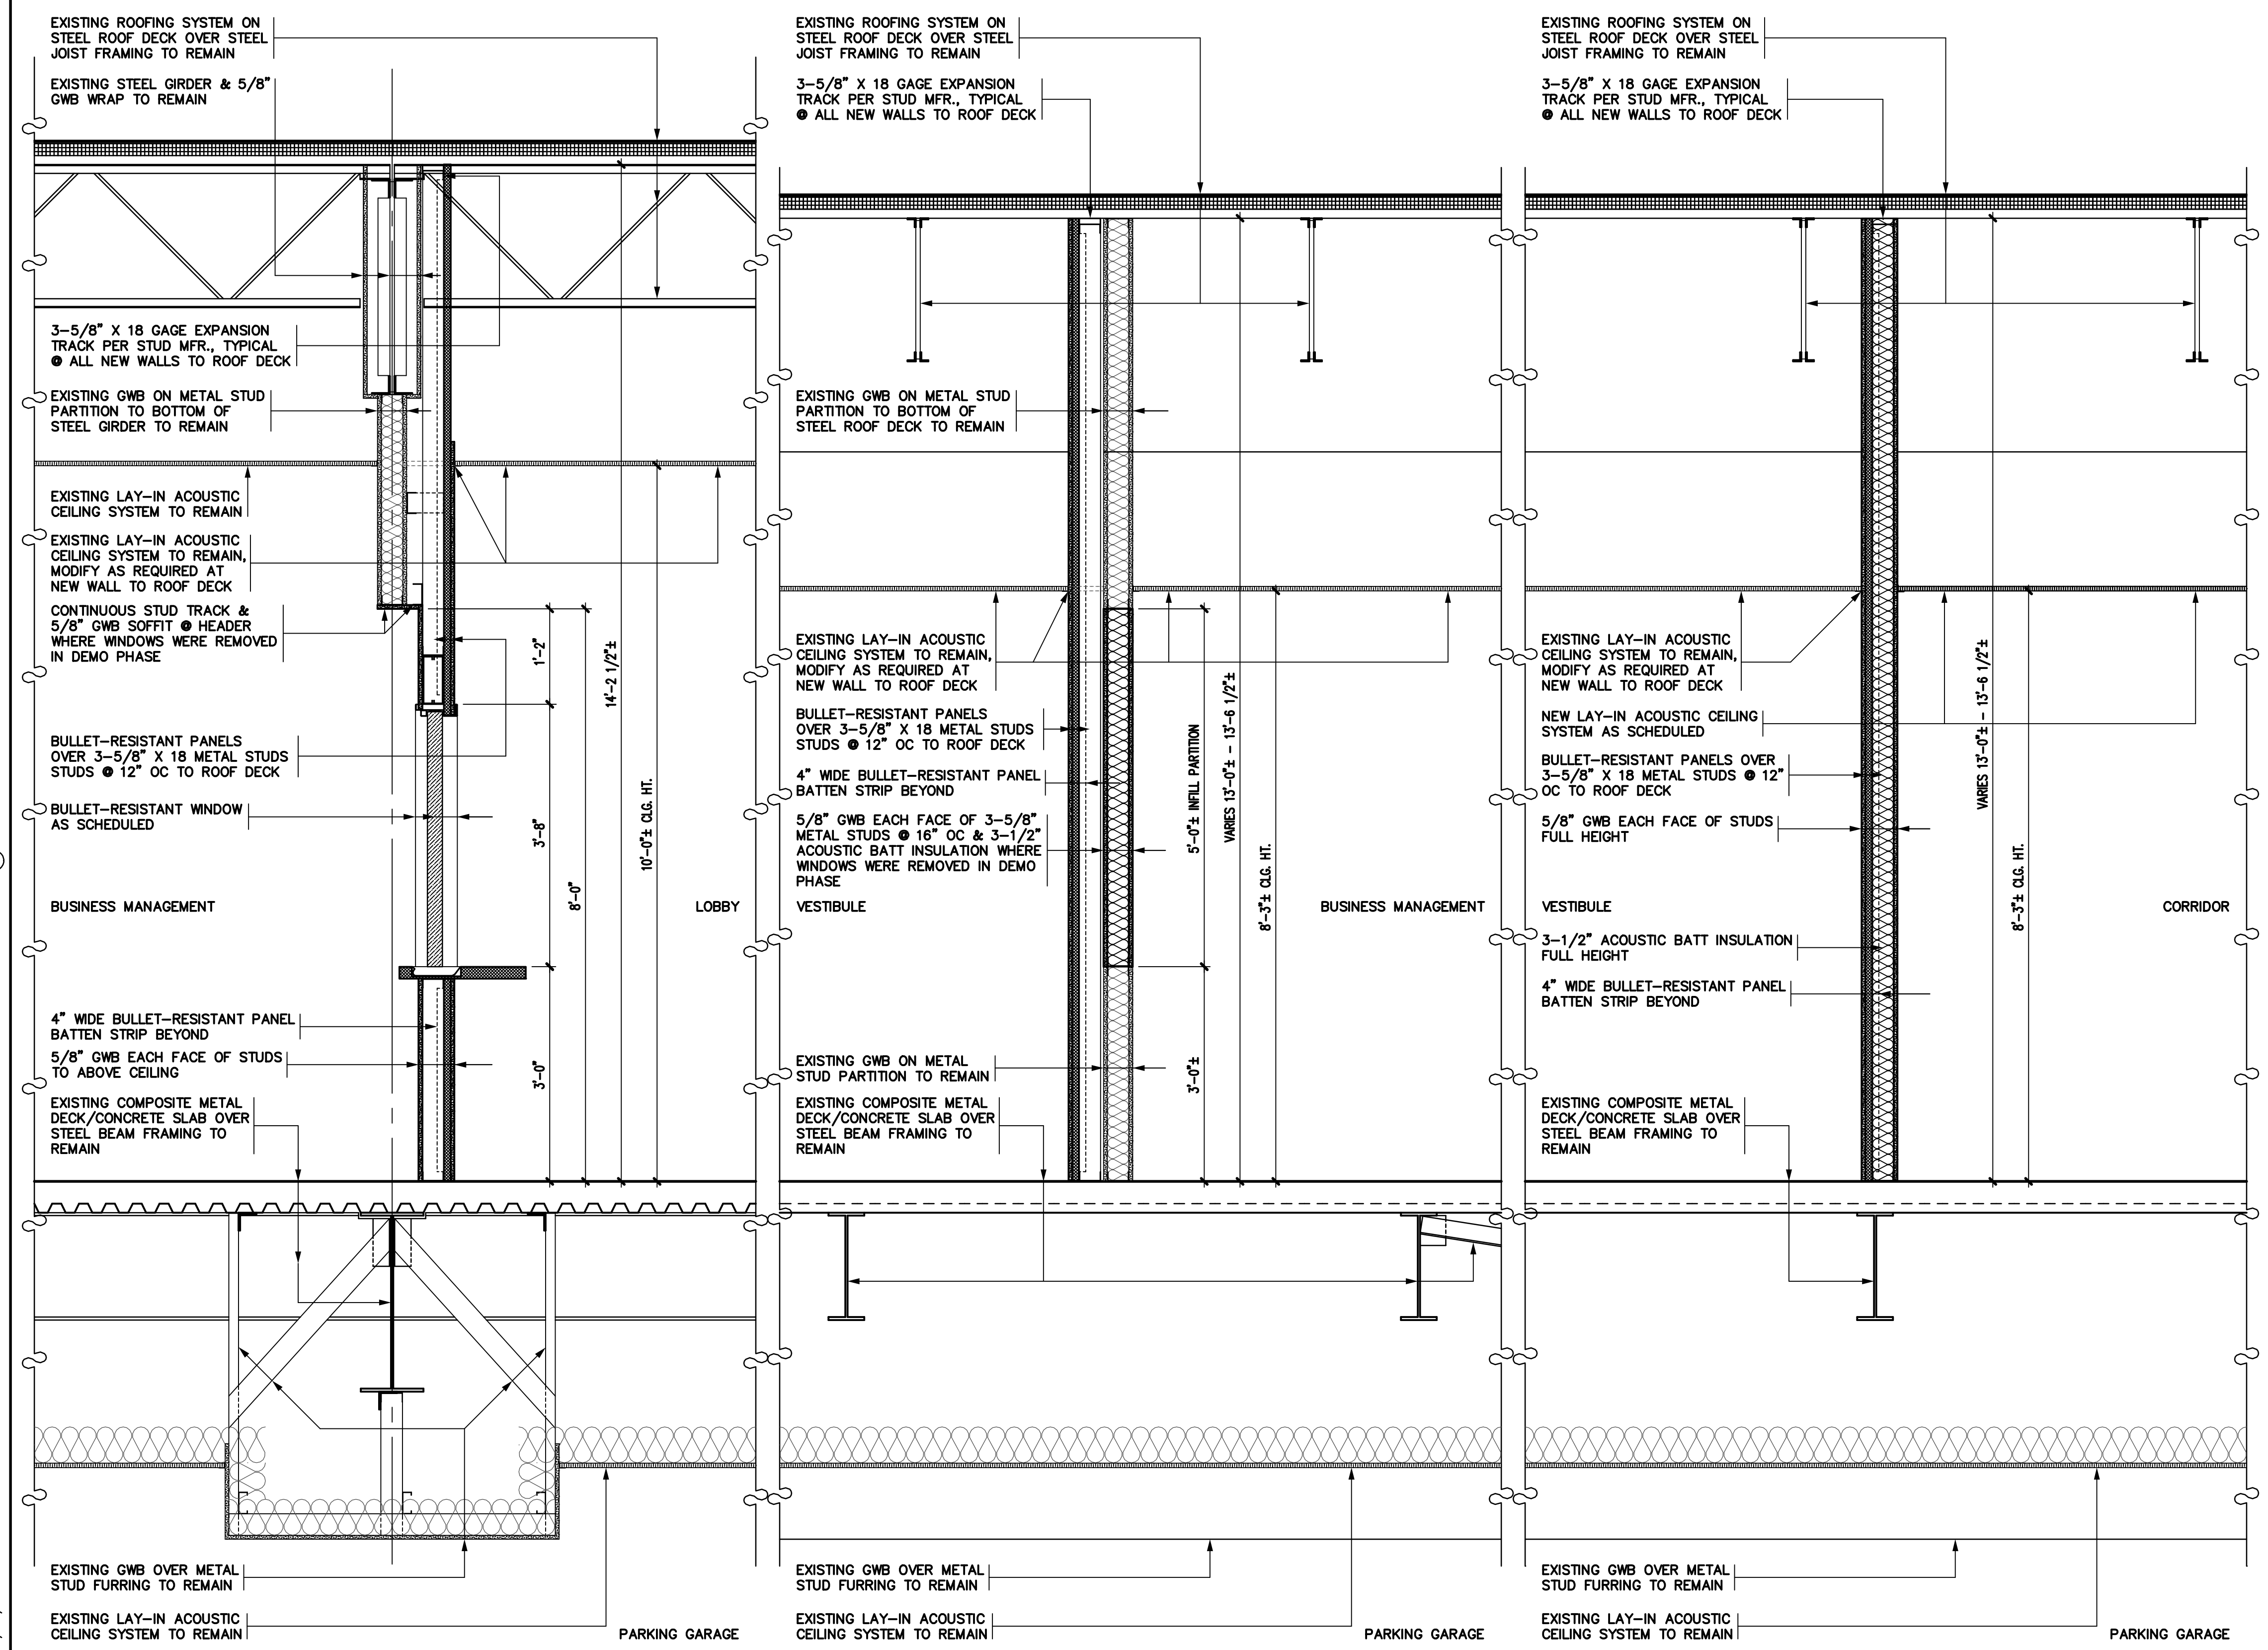 EXISTING ROOFING SYSTEM ON
STEEL ROOF DECK OVER STEEL
JOIST FRAMING TO REMAIN
EXISTING STEEL GIRDER & 5/8"
GWB WRAP TO REMAIN
3-5/8" X 18 GAGE EXPANSION
TRACK PER STUD MFR., TYPICAL
@ ALL NEW WALLS TO ROOF DECK
EXISTING GWB ON METAL STUD
PARTITION TO BOTTOM OF
STEEL GIRDER TO REMAIN
EXISTING LAY-IN ACOUSTIC
CEILING SYSTEM TO REMAIN
EXISTING LAY-IN ACOUSTIC
CEILING SYSTEM TO REMAIN,
MODIFY AS REQUIRED AT
NEW WALL TO ROOF DECK
CONTINUOUS STUD TRACK &
5/8" GWB SOFFIT @ HEADER
WHERE WINDOWS WERE REMOVED
IN DEMO PHASE
BULLET-RESISTANT PANELS
OVER 3-5/8" X 18 METAL STUDS
STUDS @ 12" OC TO ROOF DECK
BULLET-RESISTANT WINDOW
AS SCHEDULED
BUSINESS MANAGEMENT
LOBBY
4" WIDE BULLET-RESISTANT PANEL
BATTEN STRIP BEYOND
5/8" GWB EACH FACE OF STUDS
TO ABOVE CEILING
EXISTING COMPOSITE METAL
DECK/CONCRETE SLAB OVER
STEEL BEAM FRAMING TO
REMAIN
1'-2"
3'-8"
3'-0"
8'-0"
14'-2 1/2"±
10'-0"± CLG. HT.
EXISTING GWB OVER METAL
STUD FURRING TO REMAIN
EXISTING LAY-IN ACOUSTIC
CEILING SYSTEM TO REMAIN
PARKING GARAGE
EXISTING ROOFING SYSTEM ON
STEEL ROOF DECK OVER STEEL
JOIST FRAMING TO REMAIN
3-5/8" X 18 GAGE EXPANSION
TRACK PER STUD MFR., TYPICAL
@ ALL NEW WALLS TO ROOF DECK
EXISTING GWB ON METAL STUD
PARTITION TO BOTTOM OF
STEEL ROOF DECK TO REMAIN
EXISTING LAY-IN ACOUSTIC
CEILING SYSTEM TO REMAIN,
MODIFY AS REQUIRED AT
NEW WALL TO ROOF DECK
BULLET-RESISTANT PANELS
OVER 3-5/8" X 18 METAL STUDS
STUDS @ 12" OC TO ROOF DECK
4" WIDE BULLET-RESISTANT PANEL
BATTEN STRIP BEYOND
5/8" GWB EACH FACE OF 3-5/8"
METAL STUDS @ 16" OC & 3-1/2"
ACOUSTIC BATT INSULATION WHERE
WINDOWS WERE REMOVED IN DEMO
PHASE
VESTIBULE
BUSINESS MANAGEMENT
EXISTING GWB ON METAL
STUD PARTITION TO REMAIN
EXISTING COMPOSITE METAL
DECK/CONCRETE SLAB OVER
STEEL BEAM FRAMING TO
REMAIN
5'-0"± INFILL PARTITION
3'-0"±
VARIES 13'-0"± - 13'-6 1/2"±
8'-3"± CLG. HT.
EXISTING GWB OVER METAL
STUD FURRING TO REMAIN
EXISTING LAY-IN ACOUSTIC
CEILING SYSTEM TO REMAIN
PARKING GARAGE
EXISTING ROOFING SYSTEM ON
STEEL ROOF DECK OVER STEEL
JOIST FRAMING TO REMAIN
3-5/8" X 18 GAGE EXPANSION
TRACK PER STUD MFR., TYPICAL
@ ALL NEW WALLS TO ROOF DECK
EXISTING LAY-IN ACOUSTIC
CEILING SYSTEM TO REMAIN,
MODIFY AS REQUIRED AT
NEW WALL TO ROOF DECK
NEW LAY-IN ACOUSTIC CEILING
SYSTEM AS SCHEDULED
BULLET-RESISTANT PANELS OVER
3-5/8" X 18 METAL STUDS @ 12"
OC TO ROOF DECK
5/8" GWB EACH FACE OF STUDS
FULL HEIGHT
VESTIBULE
CORRIDOR
3-1/2" ACOUSTIC BATT INSULATION
FULL HEIGHT
4" WIDE BULLET-RESISTANT PANEL
BATTEN STRIP BEYOND
EXISTING COMPOSITE METAL
DECK/CONCRETE SLAB OVER
STEEL BEAM FRAMING TO
REMAIN
VARIES 13'-0"± - 13'-6 1/2"±
8'-3"± CLG. HT.
EXISTING GWB OVER METAL
STUD FURRING TO REMAIN
EXISTING LAY-IN ACOUSTIC
CEILING SYSTEM TO REMAIN
PARKING GARAGE